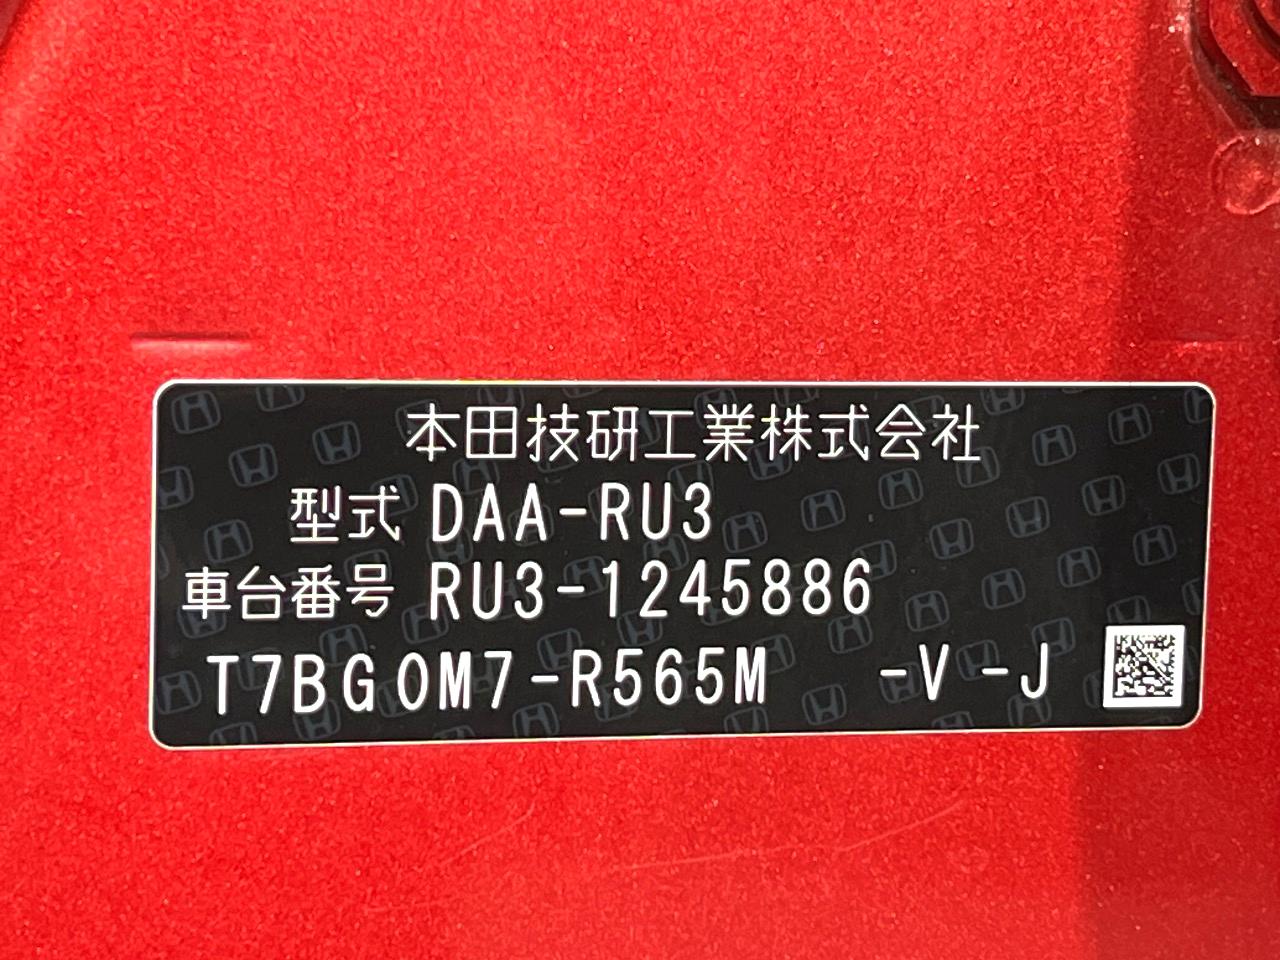 本田技研工業株式会社
型式 DAA-RU3
車台番号 RU3-1245886
T7BG0M7-R565M -V -J